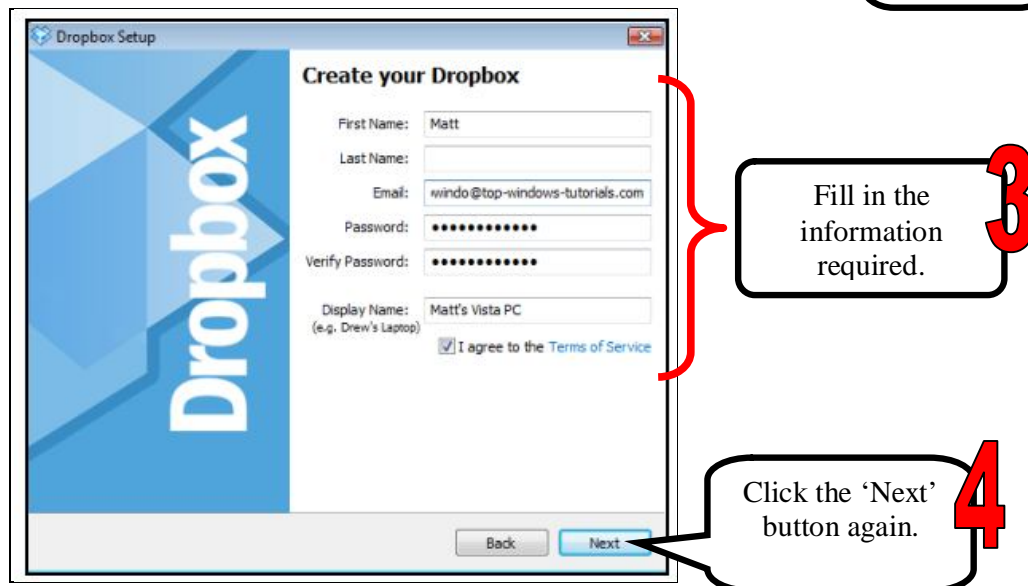 Dropbox Setup
Dropbox
Create your Dropbox
First Name: Matt
Last Name:
Email: windo@top-windows-tutorials.com
Password: ••••••••••••
Verify Password: ••••••••••••
Display Name: Matt's Vista PC
(e.g. Drew's Laptop)
I agree to the Terms of Service
Back Next
Fill in the
information
required.
3
Click the ‘Next’
button again.
4